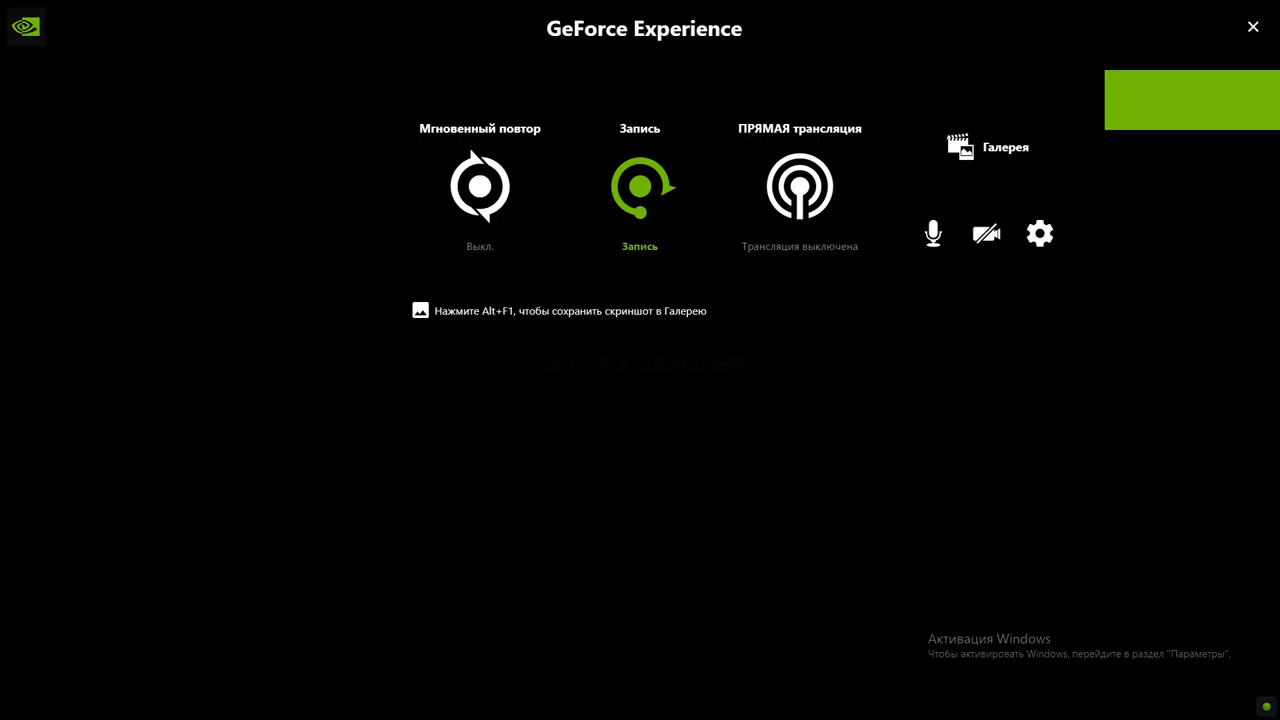 GeForce Experience
Мгновенный повтор
Запись
ПРЯМАЯ трансляция
Галерея
Выкл.
Запись
Трансляция выключена
Нажмите Alt+F1, чтобы сохранить скриншот в Галерею
Активация Windows
Чтобы активировать Windows, перейдите в раздел "Параметры".